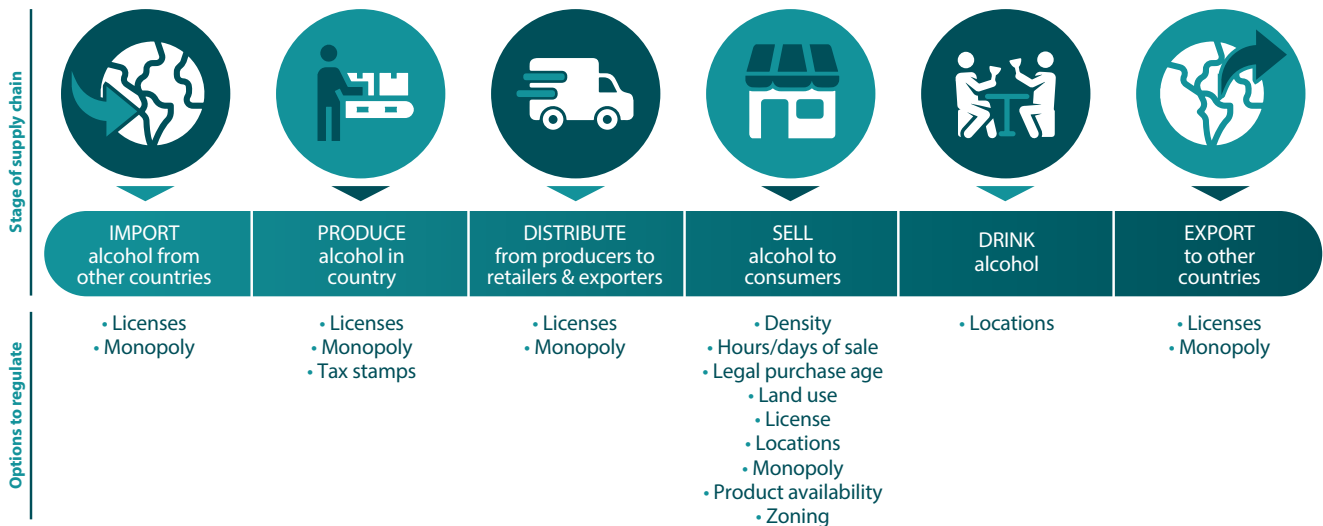 Stage of supply chain
IMPORT
alcohol from
other countries
PRODUCE
alcohol in
country
DISTRIBUTE
from producers to
retailers & exporters
SELL
alcohol to
consumers
DRINK
alcohol
EXPORT
to other
countries
Options to regulate
• Licenses
• Monopoly
• Licenses
• Monopoly
• Tax stamps
• Licenses
• Monopoly
• Density
• Hours/days of sale
• Legal purchase age
• Land use
• License
• Locations
• Monopoly
• Product availability
• Zoning
• Locations
• Licenses
• Monopoly